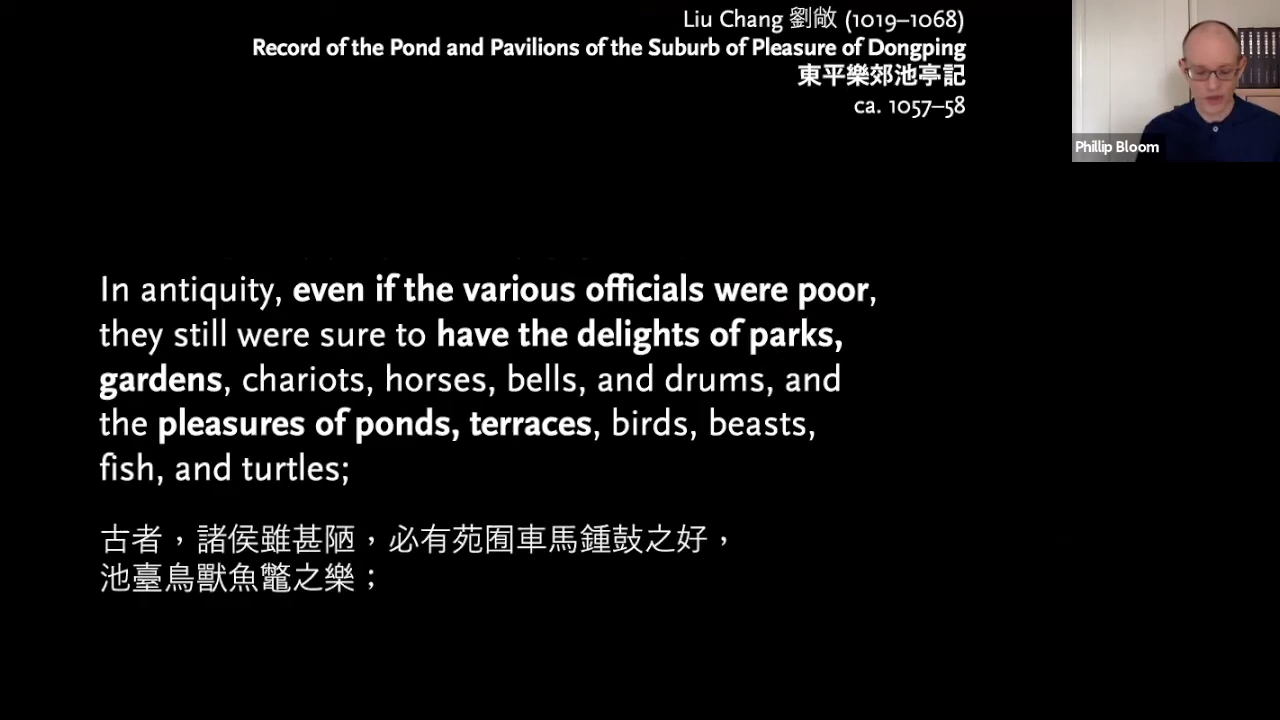 Liu Chang 劉敞 (1019–1068)
Record of the Pond and Pavilions of the Suburb of Pleasure of Dongping
東平樂郊池亭記
ca. 1057–58
Phillip Bloom
In antiquity, even if the various officials were poor,
they still were sure to have the delights of parks,
gardens, chariots, horses, bells, and drums, and
the pleasures of ponds, terraces, birds, beasts,
fish, and turtles;
古者，諸侯雖甚陋，必有苑囿車馬鍾鼓之好，
池臺鳥獸魚鼈之樂；